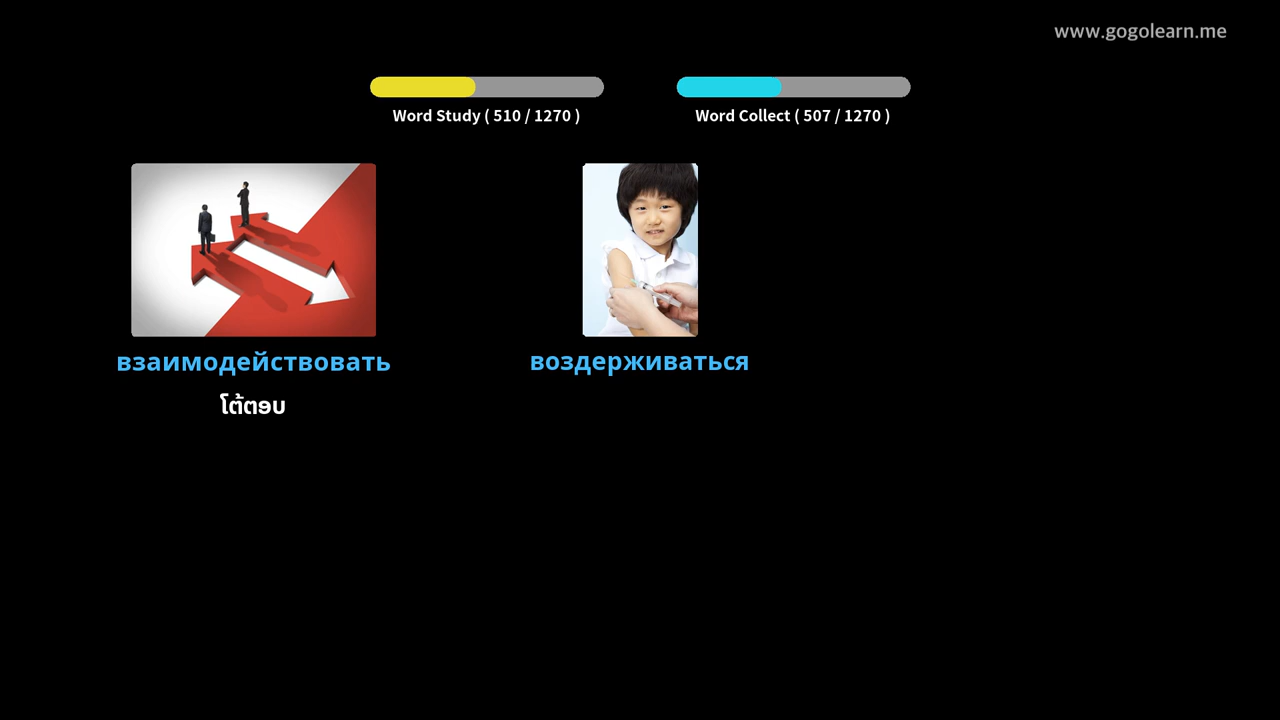 www.gogolearn.me
Word Study ( 510 / 1270 )
Word Collect ( 507 / 1270 )
взаимодействовать
воздерживаться
โต้ตอบ